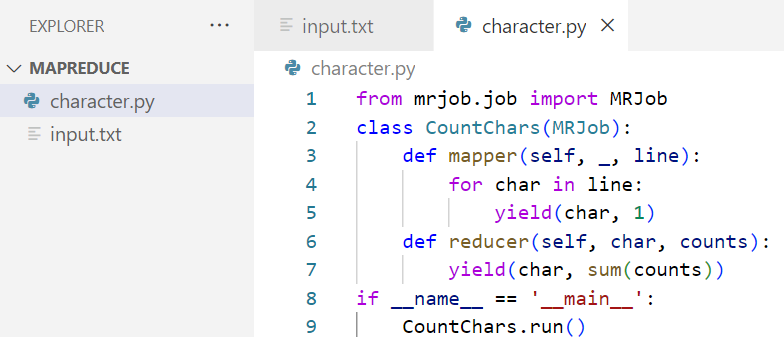 EXPLORER ···
MAPREDUCE
character.py
input.txt
input.txt
character.py
character.py
1 from mrjob.job import MRJob
2 class CountChars(MRJob):
3     def mapper(self, _, line):
4         for char in line:
5             yield(char, 1)
6     def reducer(self, char, counts):
7         yield(char, sum(counts))
8 if __name__ == '__main__':
9     CountChars.run()